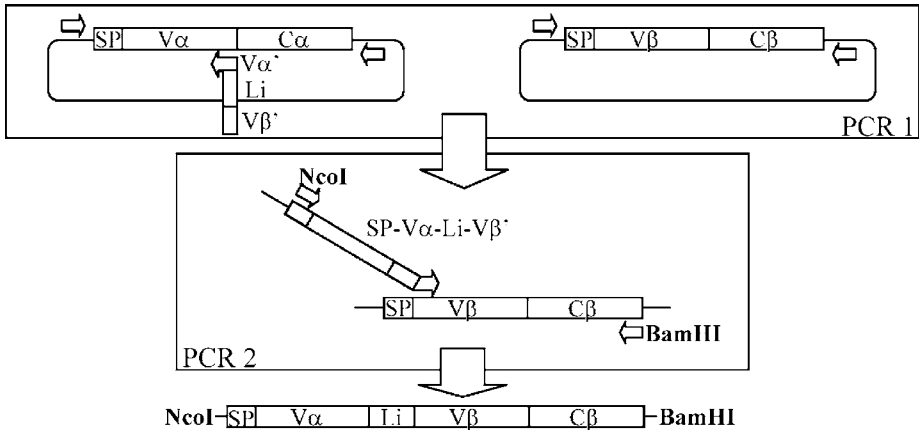 SP Vα Cα
SP Vβ Cβ
Vα`
Li
Vβ'
PCR 1
NcoI
SP-Vα-Li-Vβ'
SP Vβ Cβ
BamIII
PCR 2
NcoI SP Vα Li Vβ Cβ BamHI